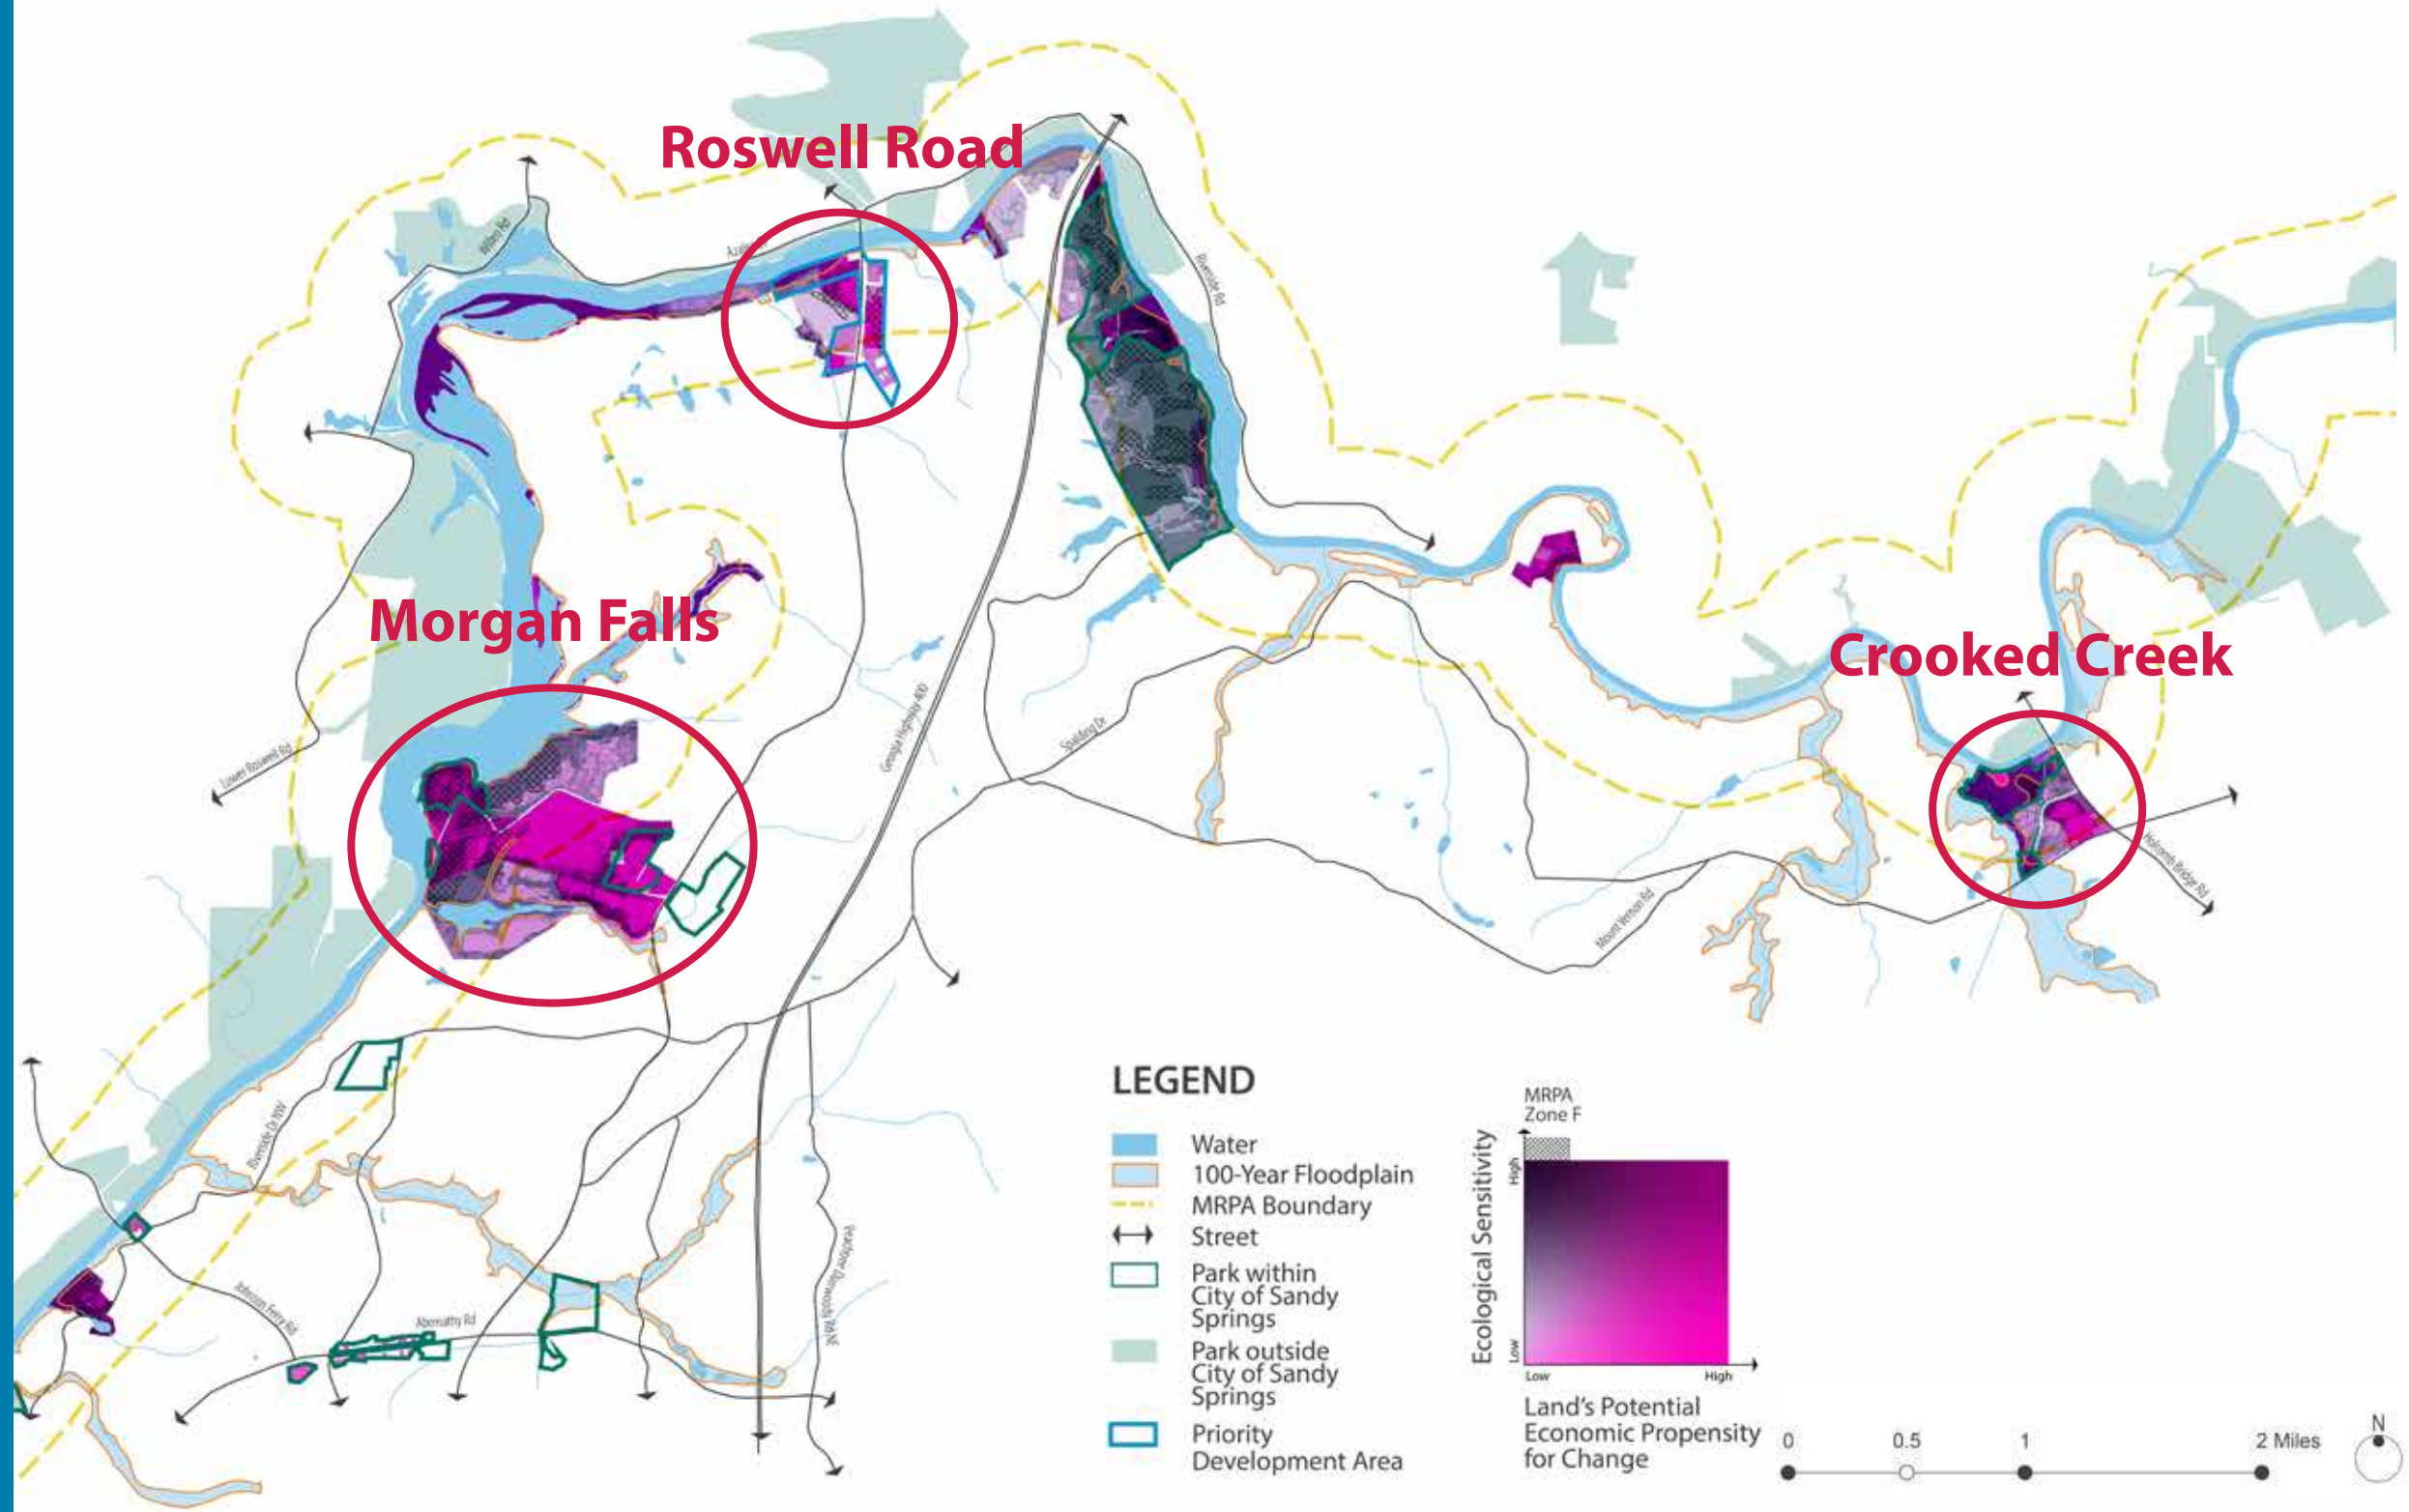 Roswell Road
Willeo Rd
Riverside Rd
Morgan Falls
Crooked Creek
Georgia Highway 400
Spalding Dr
Lower Roswell Rd
Holcomb Bridge Rd
Mount Vernon Rd
Riverside Dr NW
Johnson Ferry Rd
Abernathy Rd
Peachtree Dunwoody Rd NE
LEGEND
Water
100-Year Floodplain
MRPA Boundary
Street
Park within
City of Sandy
Springs
Park outside
City of Sandy
Springs
Priority
Development Area
MRPA
Zone F
Ecological Sensitivity
High
Low
Low
High
Land's Potential
Economic Propensity
for Change
0
0.5
1
2 Miles
N